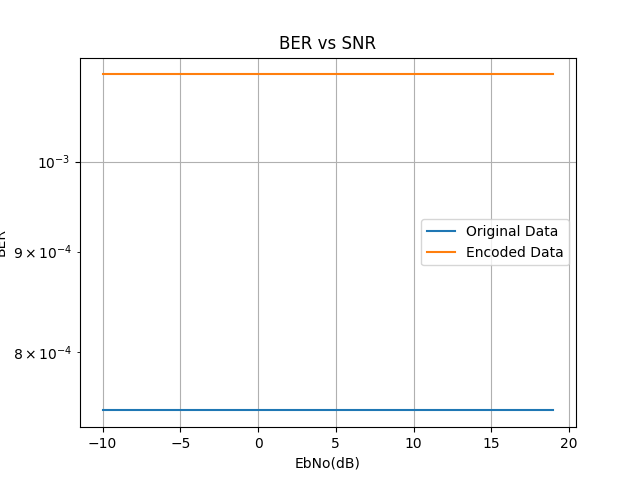 BER vs SNR
10⁻³
9 × 10⁻⁴
8 × 10⁻⁴
BER
Original Data
Encoded Data
−10 −5 0 5 10 15 20
EbNo(dB)